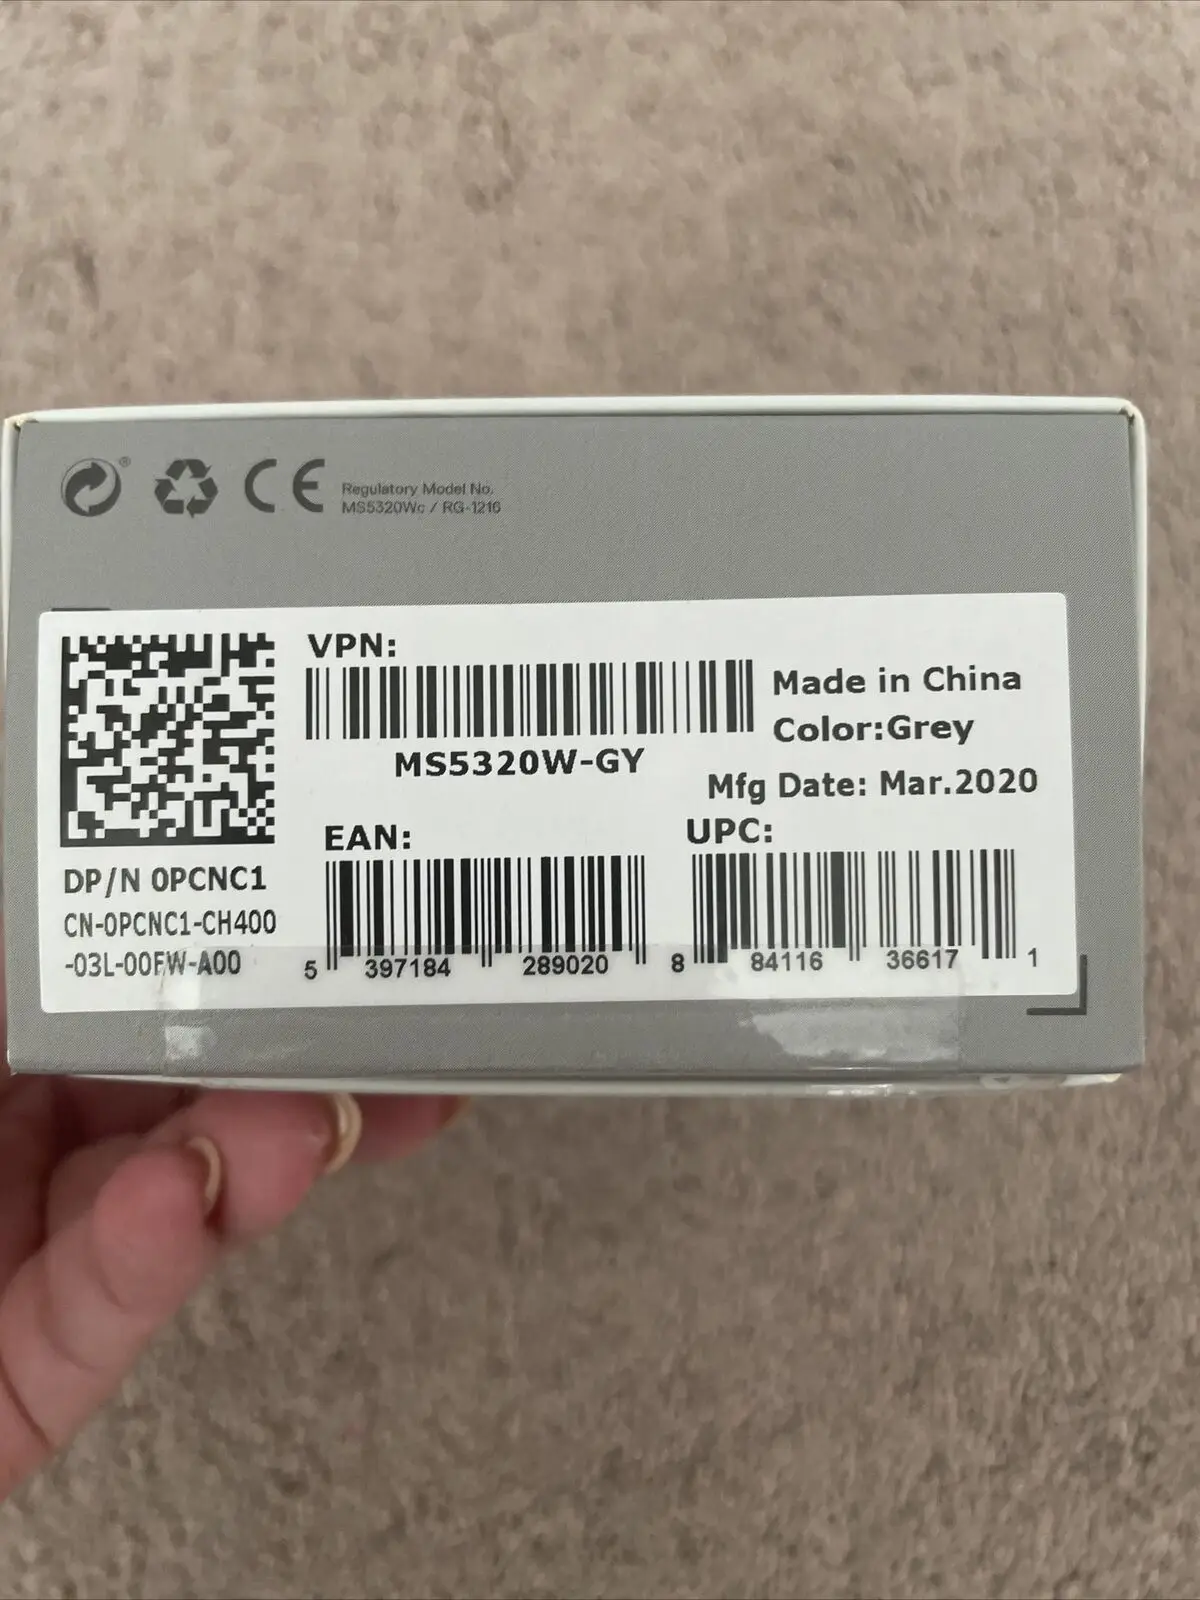 ®
CE
Regulatory Model No.
MS5320Wc / RG-1216
VPN:
MS5320W-GY
Made in China
Color:Grey
Mfg Date: Mar.2020
DP/N 0PCNC1
CN-0PCNC1-CH400
-03L-00FW-A00
EAN:
5 397184 289020
UPC:
8 84116 36617 1